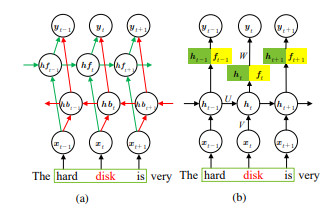 y_{t-1} y_t y_{t+1}
hf_{t-1} hf_t hf_{t+1}
hb_{t-1} hb_t hb_{t+}
x_{t-1} x_t x_{t+1}
The hard disk is very
(a)
y_{t-1} y_t y_{t+1}
h_{t-1} f_{t-1} W h_{t+1} f_{t+1}
h_t f_t
h_{t-1} U h_t h_{t+1}
V
x_{t-1} x_t x_{t+1}
The hard disk is very
(b)